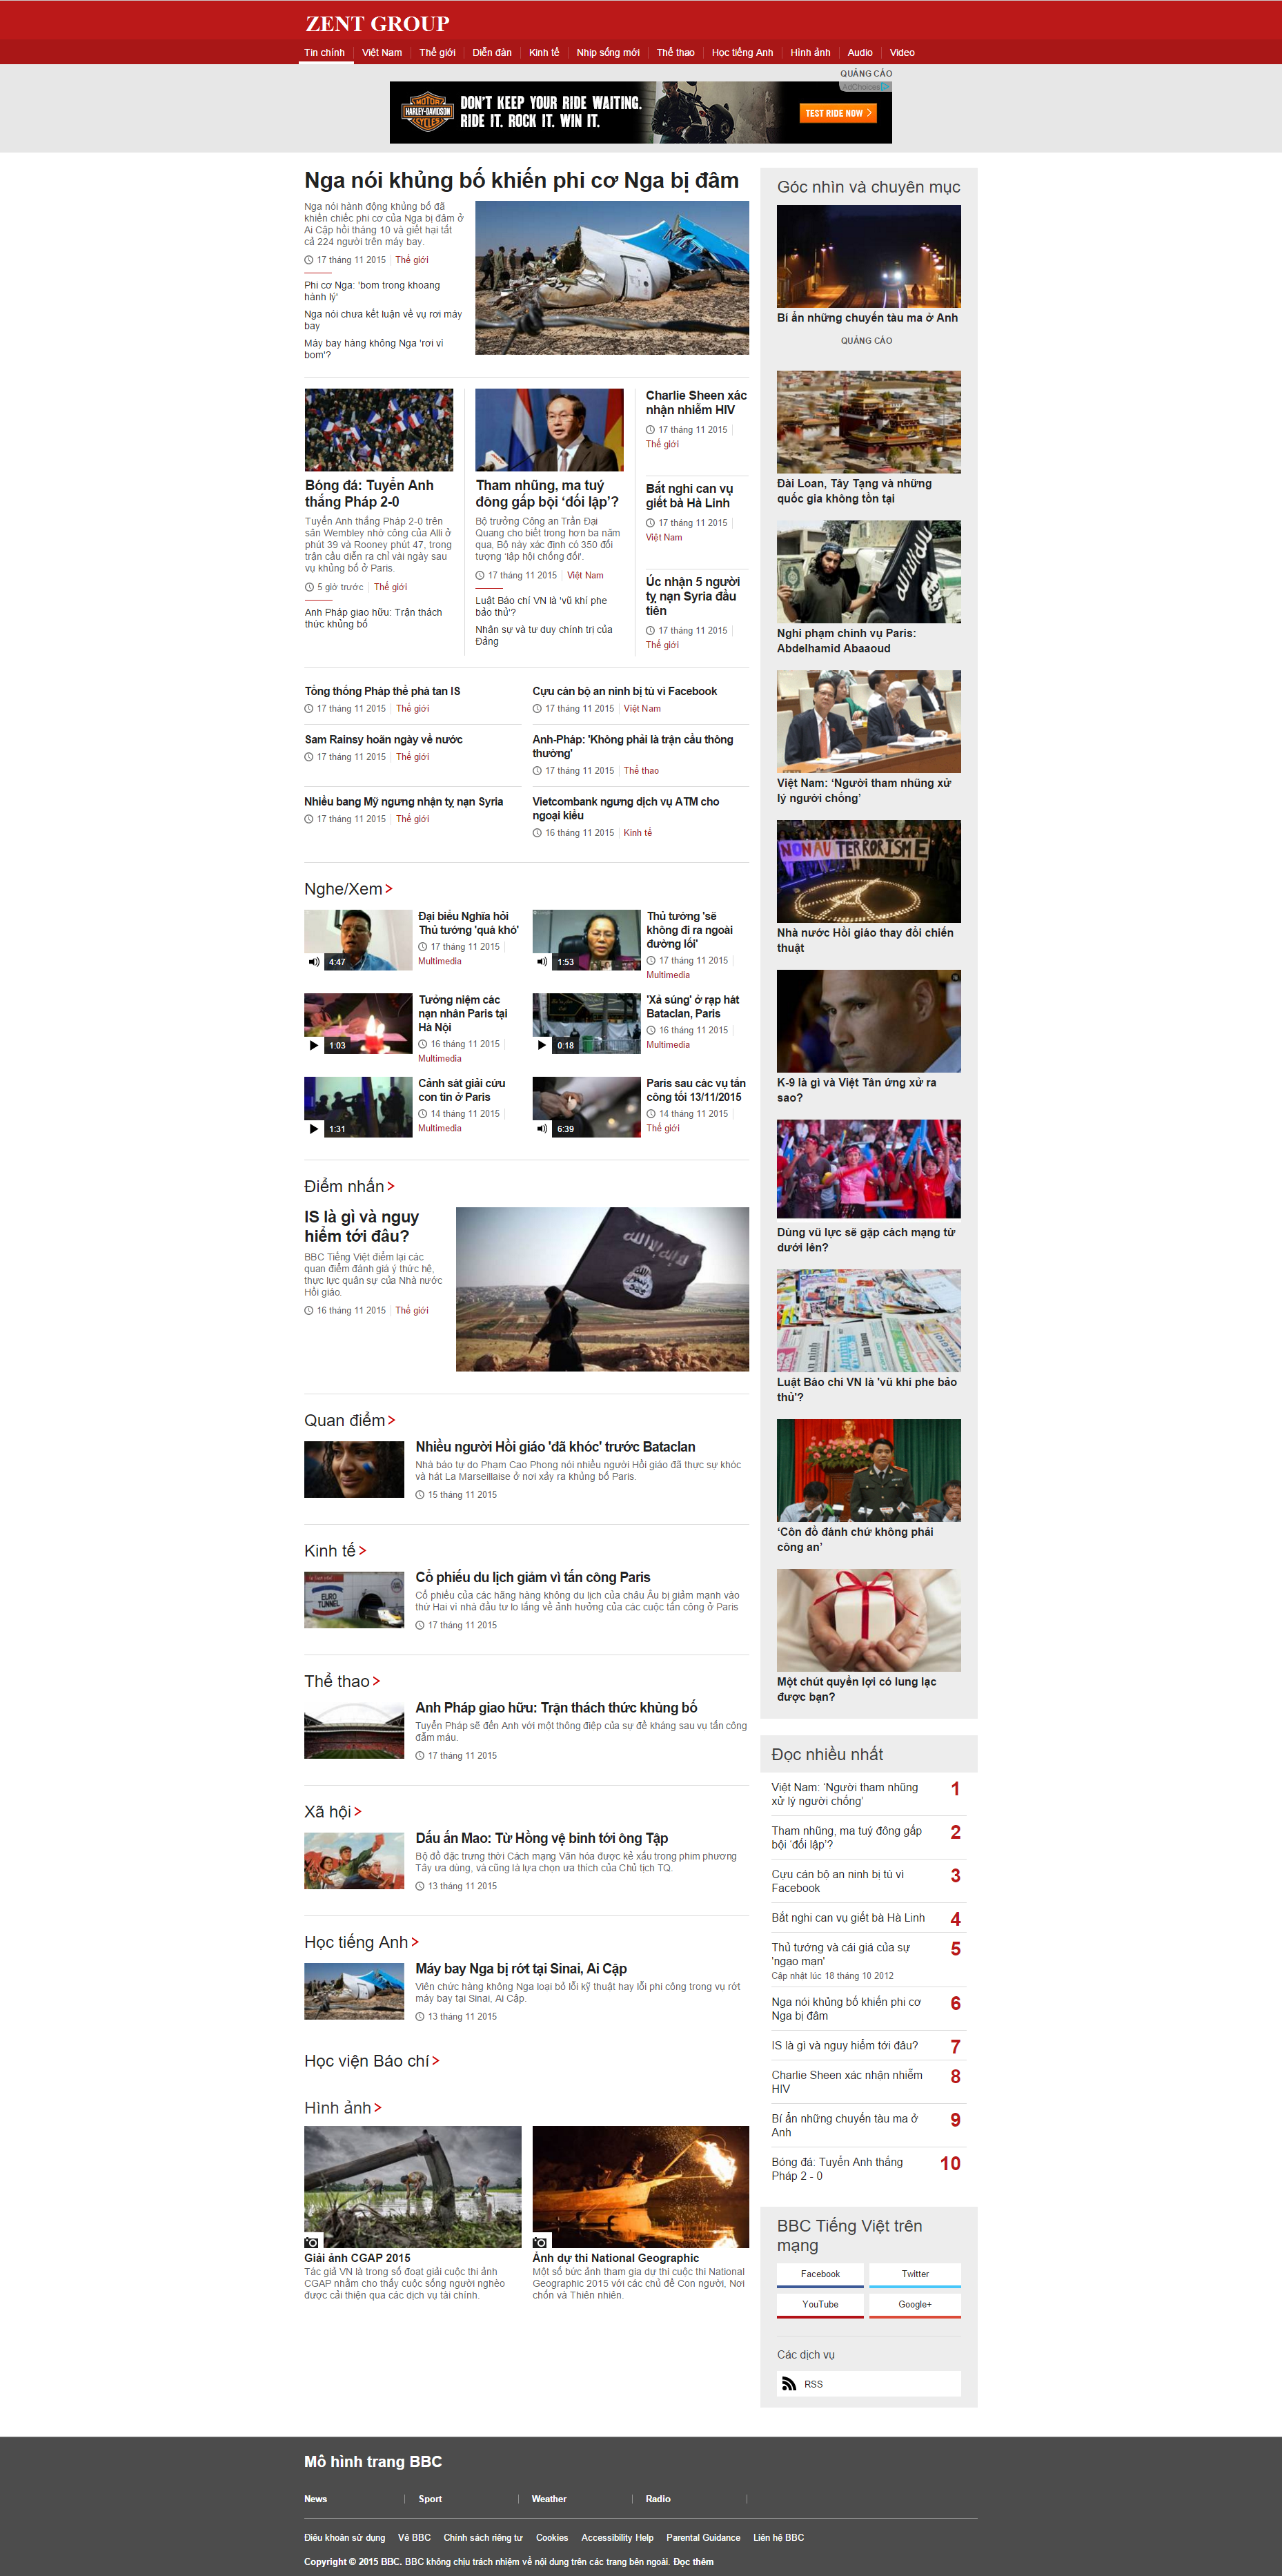 ZENT GROUP
Tin chính
Việt Nam
Thế giới
Diễn đàn
Kinh tế
Nhịp sống mới
Thể thao
Học tiếng Anh
Hình ảnh
Audio
Video
QUẢNG CÁO
AdChoices
MOTOR
HARLEY-DAVIDSON
CYCLES
DON'T KEEP YOUR RIDE WAITING.
RIDE IT. ROCK IT. WIN IT.
TEST RIDE NOW
Nga nói khủng bố khiến phi cơ Nga bị đâm
Nga nói hành động khủng bố đã
khiến chiếc phi cơ của Nga bị đâm ở
Ai Cập hồi tháng 10 và giết hại tất
cả 224 người trên máy bay.
17 tháng 11 2015 Thế giới
Phi cơ Nga: 'bom trong khoang
hành lý'
Nga nói chưa kết luận về vụ rơi máy
bay
Máy bay hàng không Nga 'rơi vì
bom'?
Bóng đá: Tuyển Anh
thắng Pháp 2-0
Tuyển Anh thắng Pháp 2-0 trên
sân Wembley nhờ công của Alli ở
phút 39 và Rooney phút 47, trong
trận cầu diễn ra chỉ vài ngày sau
vụ khủng bố ở Paris.
5 giờ trước Thế giới
Anh Pháp giao hữu: Trận thách
thức khủng bố
Tham nhũng, ma tuý
đông gấp bội 'đối lập'?
Bộ trưởng Công an Trần Đại
Quang cho biết trong hơn ba năm
qua, Bộ này xác định có 350 đối
tượng 'lập hội chống đối'.
17 tháng 11 2015 Việt Nam
Luật Báo chí VN là 'vũ khí phe
bảo thủ'?
Nhân sự và tư duy chính trị của
Đảng
Charlie Sheen xác
nhận nhiễm HIV
17 tháng 11 2015
Thế giới
Bắt nghi can vụ
giết bà Hà Linh
17 tháng 11 2015
Việt Nam
Úc nhận 5 người
tỵ nạn Syria đầu
tiên
17 tháng 11 2015
Thế giới
Tổng thống Pháp thề phá tan IS
17 tháng 11 2015 Thế giới
Cựu cán bộ an ninh bị tù vì Facebook
17 tháng 11 2015 Việt Nam
Sam Rainsy hoãn ngày về nước
17 tháng 11 2015 Thế giới
Anh-Pháp: 'Không phải là trận cầu thông
thường'
17 tháng 11 2015 Thể thao
Nhiều bang Mỹ ngưng nhận tỵ nạn Syria
17 tháng 11 2015 Thế giới
Vietcombank ngưng dịch vụ ATM cho
ngoại kiều
16 tháng 11 2015 Kinh tế
Nghe/Xem
4:47
Đại biểu Nghĩa hỏi
Thủ tướng 'quá khó'
17 tháng 11 2015
Multimedia
1:53
Thủ tướng 'sẽ
không đi ra ngoài
đường lối'
17 tháng 11 2015
Multimedia
1:03
Tưởng niệm các
nạn nhân Paris tại
Hà Nội
16 tháng 11 2015
Multimedia
0:18
'Xả súng' ở rạp hát
Bataclan, Paris
16 tháng 11 2015
Multimedia
1:31
Cảnh sát giải cứu
con tin ở Paris
14 tháng 11 2015
Multimedia
6:39
Paris sau các vụ tấn
công tối 13/11/2015
14 tháng 11 2015
Thế giới
Điểm nhấn
IS là gì và nguy
hiểm tới đâu?
BBC Tiếng Việt điểm lại các
quan điểm đánh giá ý thức hệ,
thực lực quân sự của Nhà nước
Hồi giáo.
16 tháng 11 2015 Thế giới
Quan điểm
Nhiều người Hồi giáo 'đã khóc' trước Bataclan
Nhà báo tự do Phạm Cao Phong nói nhiều người Hồi giáo đã thực sự khóc
và hát La Marseillaise ở nơi xảy ra khủng bố Paris.
15 tháng 11 2015
Kinh tế
EURO
TUNNEL
Cổ phiếu du lịch giảm vì tấn công Paris
Cổ phiếu của các hãng hàng không du lịch của châu Âu bị giảm mạnh vào
thứ Hai vì nhà đầu tư lo lắng về ảnh hưởng của các cuộc tấn công ở Paris
17 tháng 11 2015
Thể thao
Anh Pháp giao hữu: Trận thách thức khủng bố
Tuyển Pháp sẽ đến Anh với một thông điệp của sự đề kháng sau vụ tấn công
đẫm máu.
17 tháng 11 2015
Xã hội
Dấu ấn Mao: Từ Hồng vệ binh tới ông Tập
Bộ đồ đặc trưng thời Cách mạng Văn hóa được kẻ xấu trong phim phương
Tây ưa dùng, và cũng là lựa chọn ưa thích của Chủ tịch TQ.
13 tháng 11 2015
Học tiếng Anh
Máy bay Nga bị rớt tại Sinai, Ai Cập
Viên chức hàng không Nga loại bỏ lỗi kỹ thuật hay lỗi phi công trong vụ rớt
máy bay tại Sinai, Ai Cập.
13 tháng 11 2015
Học viện Báo chí
Hình ảnh
Giải ảnh CGAP 2015
Tác giả VN là trong số đoạt giải cuộc thi ảnh
CGAP nhằm cho thấy cuộc sống người nghèo
được cải thiện qua các dịch vụ tài chính.
Ảnh dự thi National Geographic
Một số bức ảnh tham gia dự thi cuộc thi National
Geographic 2015 với các chủ đề Con người, Nơi
chốn và Thiên nhiên.
Góc nhìn và chuyên mục
Bí ẩn những chuyến tàu ma ở Anh
QUẢNG CÁO
Đài Loan, Tây Tạng và những
quốc gia không tồn tại
Nghi phạm chính vụ Paris:
Abdelhamid Abaaoud
Việt Nam: 'Người tham nhũng xử
lý người chống'
NON AU TERRORISME
Nhà nước Hồi giáo thay đổi chiến
thuật
K-9 là gì và Việt Tân ứng xử ra
sao?
Dùng vũ lực sẽ gặp cách mạng từ
dưới lên?
Luật Báo chí VN là 'vũ khí phe bảo
thủ'?
'Côn đồ đánh chứ không phải
công an'
Một chút quyền lợi có lung lạc
được bạn?
Đọc nhiều nhất
Việt Nam: 'Người tham nhũng
xử lý người chống'
1
Tham nhũng, ma tuý đông gấp
bội 'đối lập'?
2
Cựu cán bộ an ninh bị tù vì
Facebook
3
Bắt nghi can vụ giết bà Hà Linh
4
Thủ tướng và cái giá của sự
'ngạo mạn'
Cập nhật lúc 18 tháng 10 2012
5
Nga nói khủng bố khiến phi cơ
Nga bị đâm
6
IS là gì và nguy hiểm tới đâu?
7
Charlie Sheen xác nhận nhiễm
HIV
8
Bí ẩn những chuyến tàu ma ở
Anh
9
Bóng đá: Tuyển Anh thắng
Pháp 2 - 0
10
BBC Tiếng Việt trên
mạng
Facebook
Twitter
YouTube
Google+
Các dịch vụ
RSS
Mô hình trang BBC
News
Sport
Weather
Radio
Điều khoản sử dụng
Về BBC
Chính sách riêng tư
Cookies
Accessibility Help
Parental Guidance
Liên hệ BBC
Copyright © 2015 BBC. BBC không chịu trách nhiệm về nội dung trên các trang bên ngoài. Đọc thêm